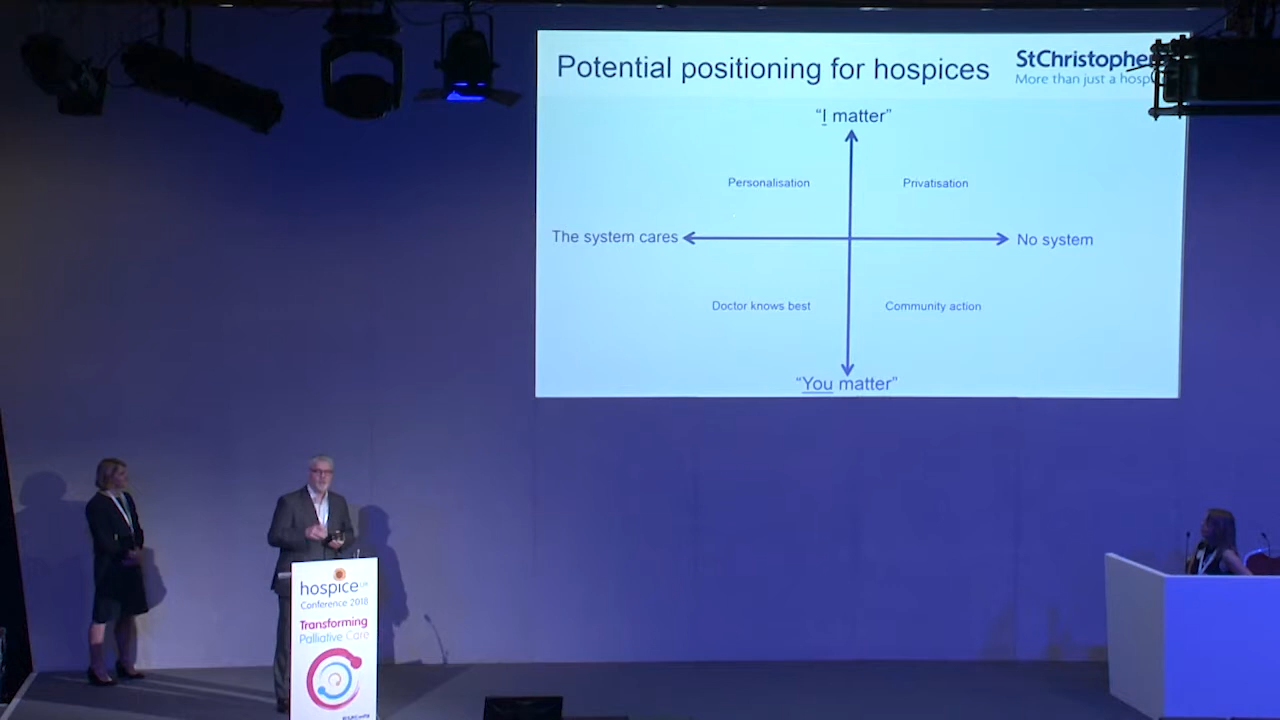 Potential positioning for hospices
StChristopher
More than just a hosp
“I matter”
Personalisation
Privatisation
The system cares
No system
Doctor knows best
Community action
“You matter”
hospice UK
Conference 2018
Transforming
Palliative Care